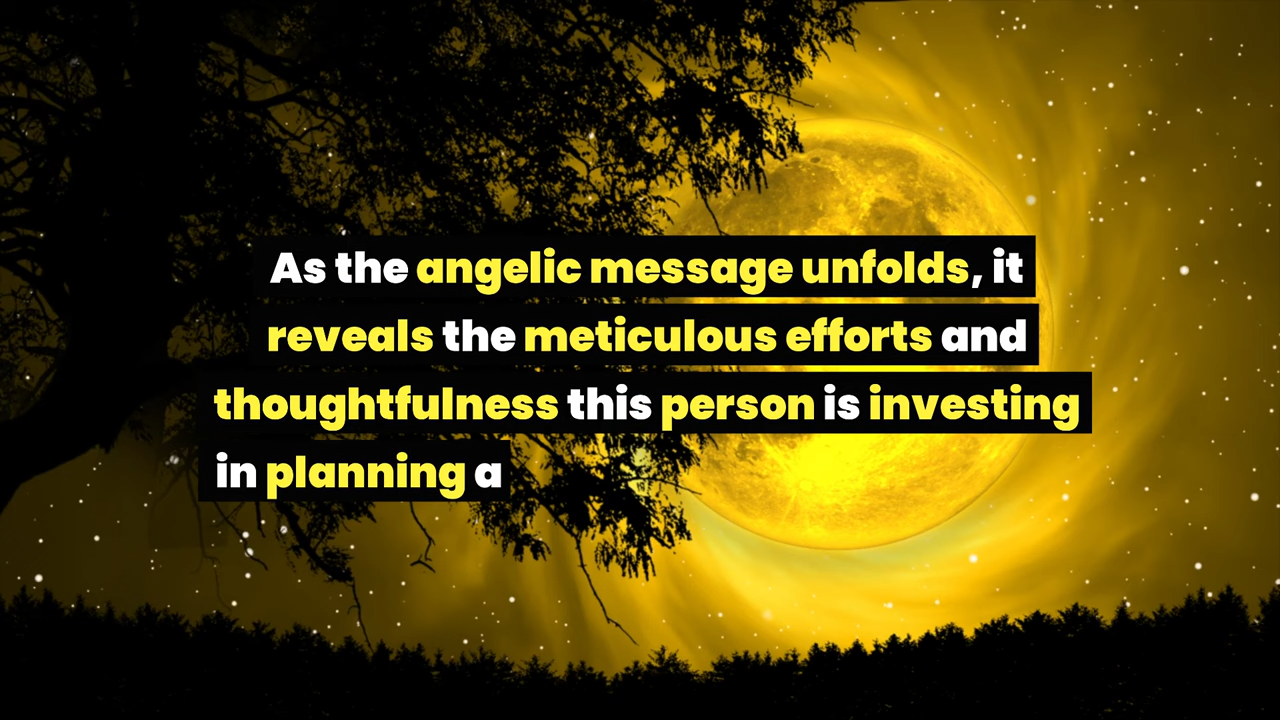 As the angelic message unfolds, it
reveals the meticulous efforts and
thoughtfulness this person is investing
in planning a